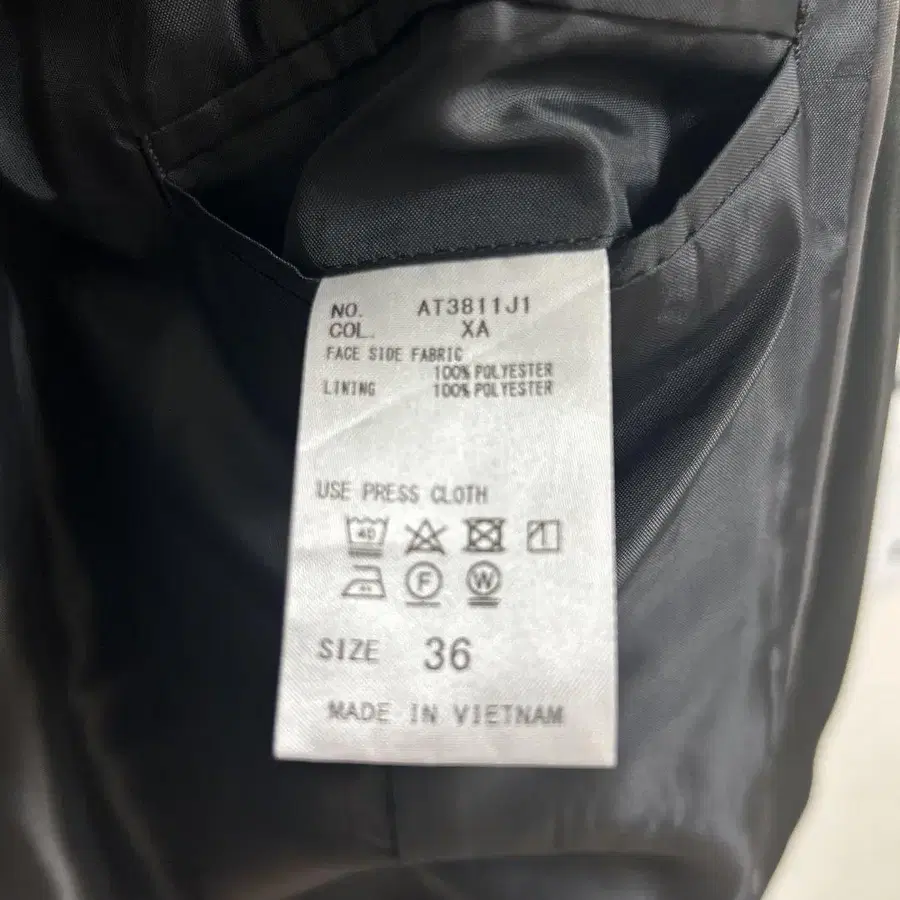 NO. AT3811J1
COL. XA
FACE SIDE FABRIC
100% POLYESTER
LINING 100% POLYESTER
USE PRESS CLOTH
40
F W
SIZE 36
MADE IN VIETNAM